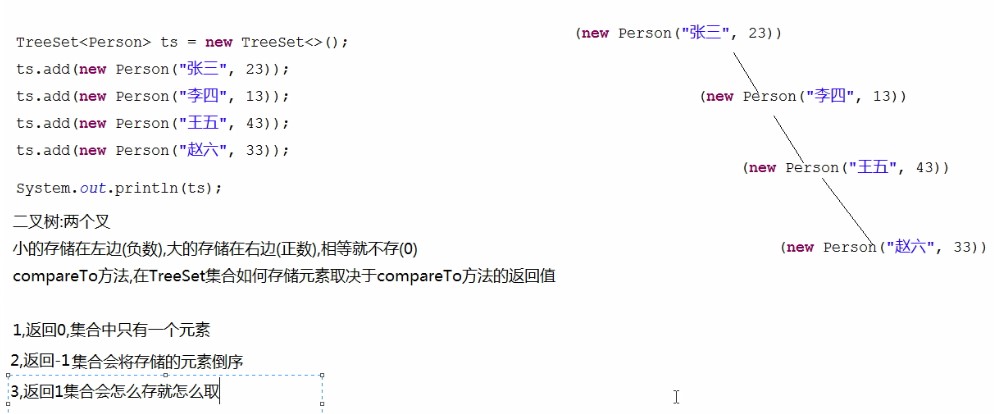 TreeSet<Person> ts = new TreeSet<>();
ts.add(new Person("张三", 23));
ts.add(new Person("李四", 13));
ts.add(new Person("王五", 43));
ts.add(new Person("赵六", 33));
System.out.println(ts);
二叉树:两个叉
小的存储在左边(负数),大的存储在右边(正数),相等就不存(0)
compareTo方法,在TreeSet集合如何存储元素取决于compareTo方法的返回值
1,返回0,集合中只有一个元素
2,返回-1集合会将存储的元素倒序
3,返回1集合会怎么存就怎么取
(new Person("张三", 23))
(new Person("李四", 13))
(new Person("王五", 43))
(new Person("赵六", 33))